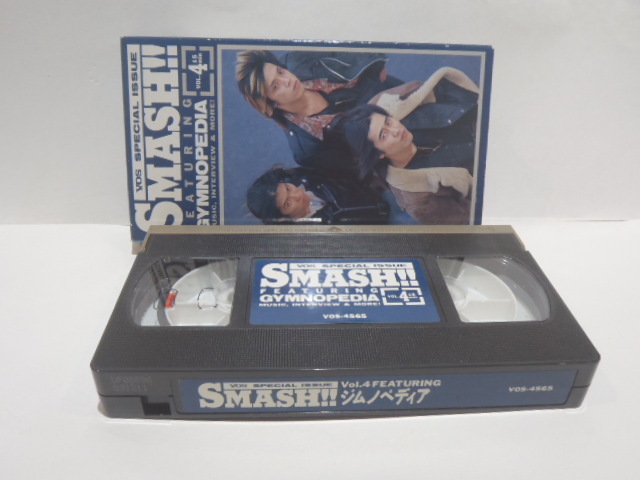 VOS SPECIAL ISSUE
SMASH!!
VOL.4
FEATURING
GYMNOPEDIA
MUSIC, INTERVIEW & MORE!
VOS SPECIAL ISSUE
SMASH!!
FEATURING
GYMNOPEDIA
VOL.4
MUSIC, INTERVIEW & MORE!
VOS-4565
VOS SPECIAL ISSUE
SMASH!!
Vol.4 FEATURING
ジムノペディア
VOS-4565